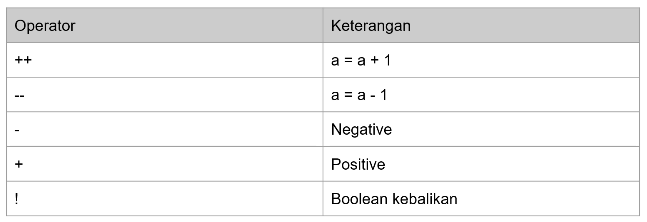 Operator Keterangan
++ a = a + 1
-- a = a - 1
- Negative
+ Positive
! Boolean kebalikan